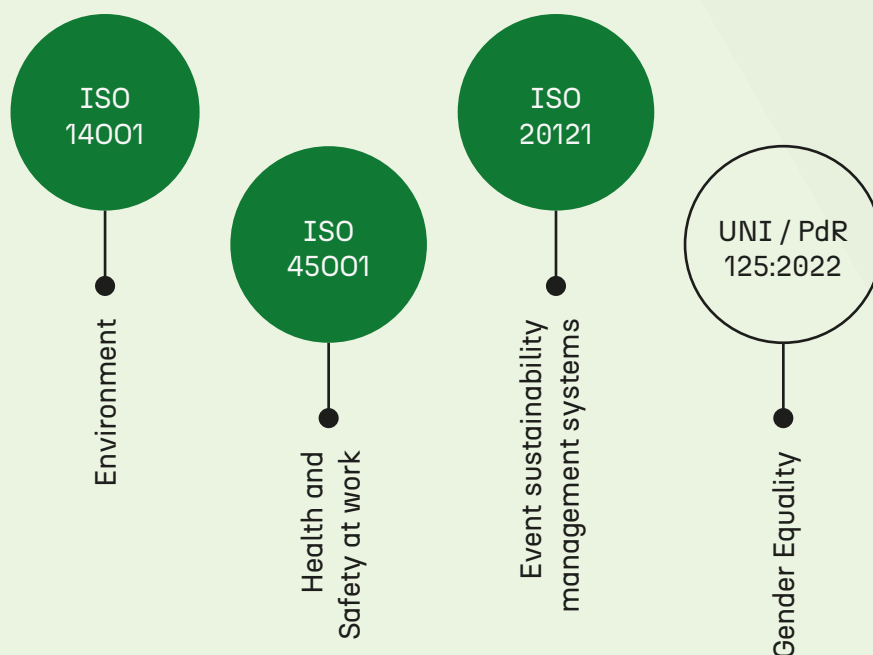 ISO
14001
Environment
ISO
45001
Health and
Safety at work
ISO
20121
Event sustainability
management systems
UNI / PdR
125:2022
Gender Equality